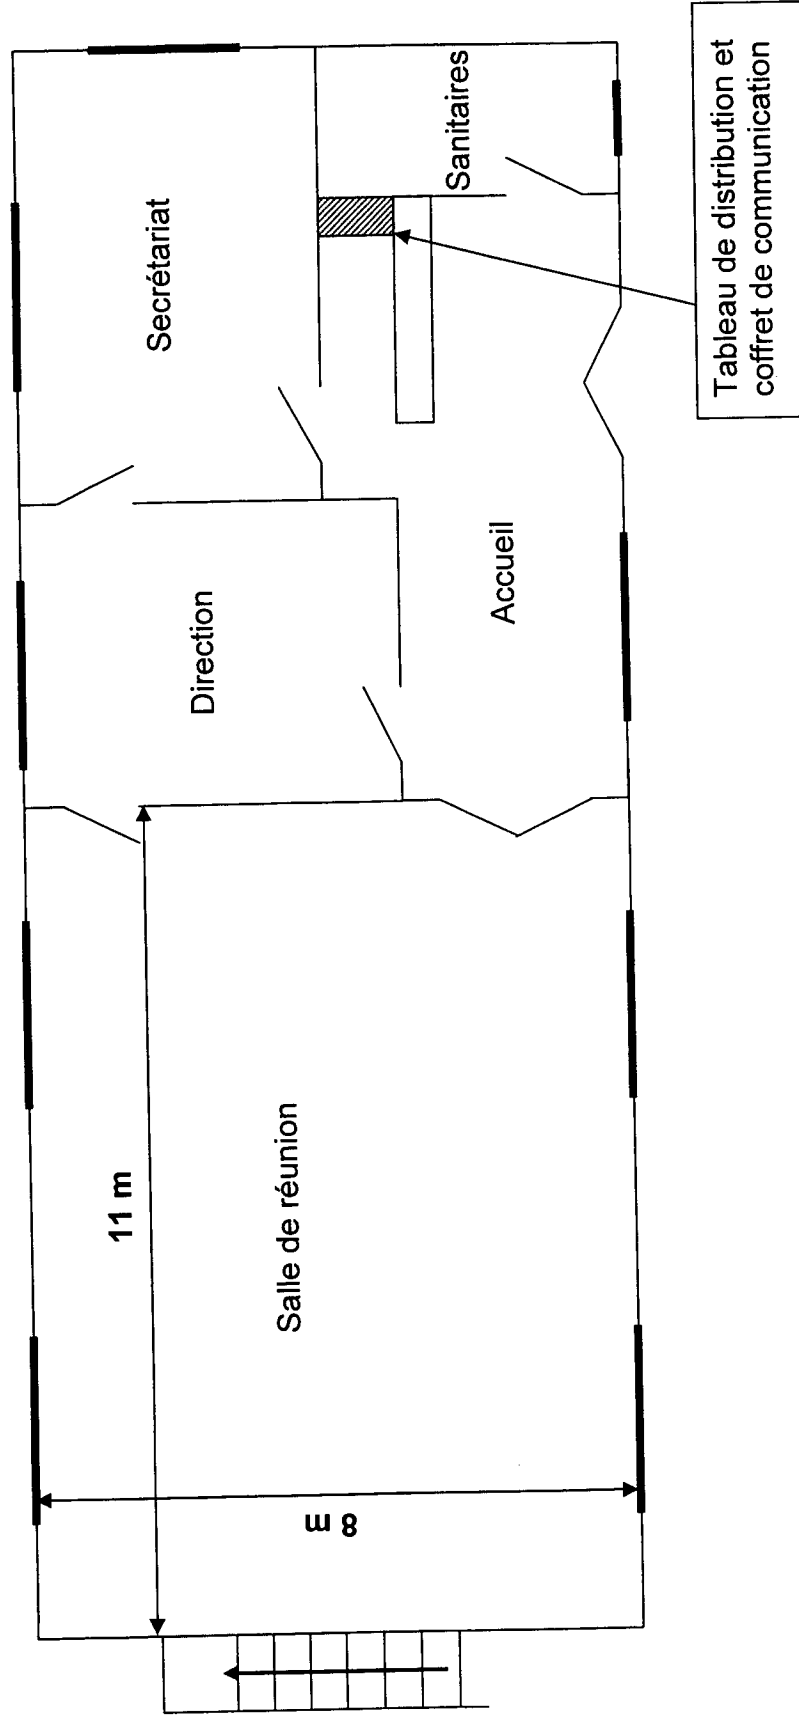 Secrétariat
Sanitaires
Direction
Accueil
Tableau de distribution et
coffret de communication
11 m
Salle de réunion
8 m